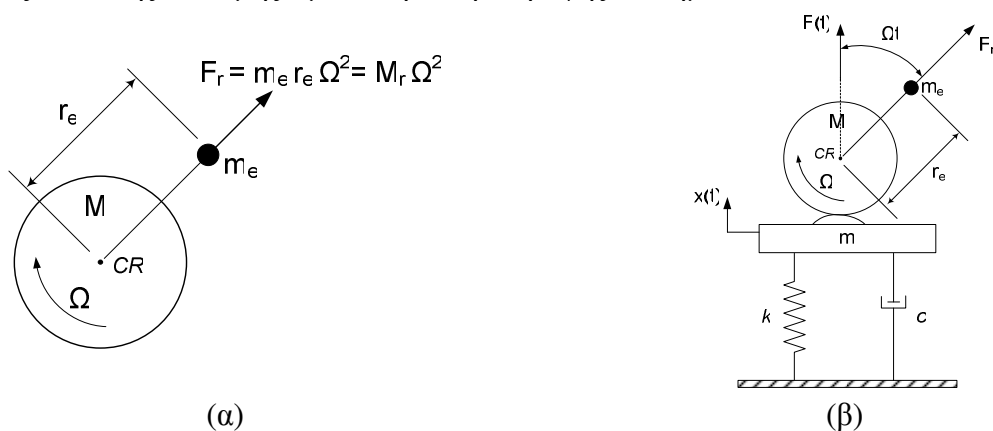 F_r = m_e r_e Ω² = M_r Ω²
r_e
m_e
M
CR
Ω
(α)
F(t)
Ωt
F_r
m_e
M
CR
Ω
r_e
x(t)
m
k
c
(β)